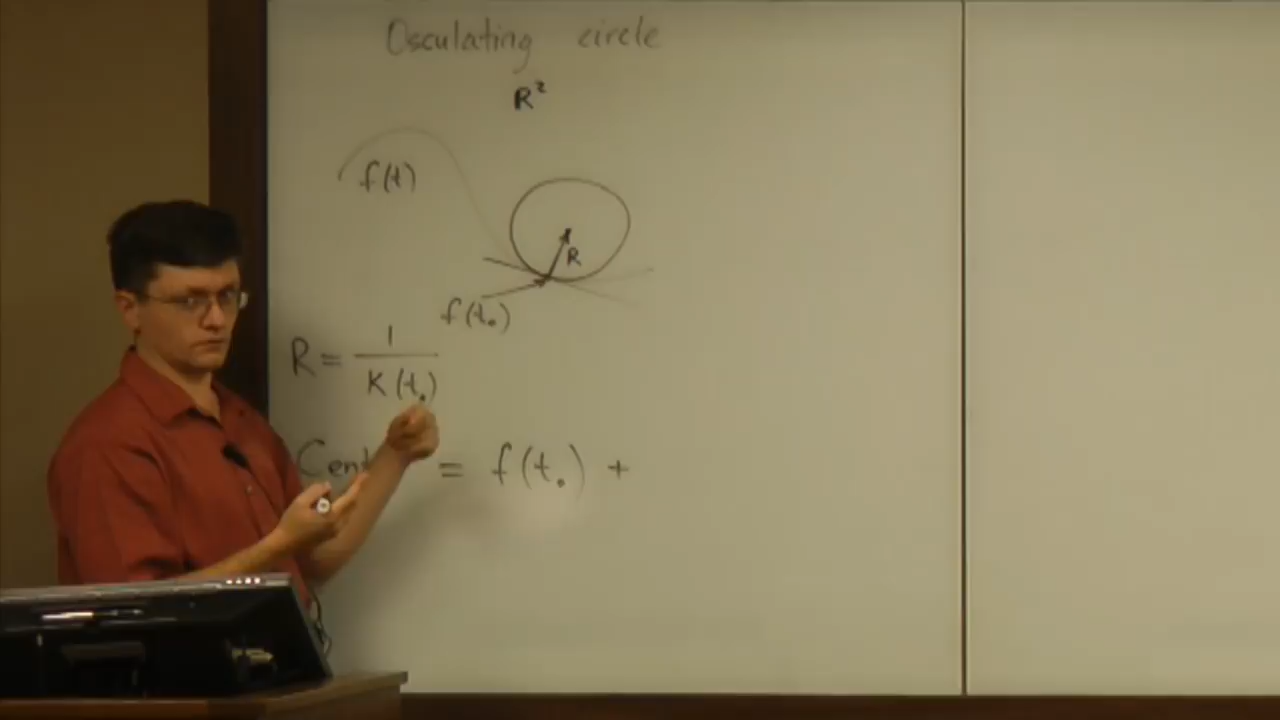 Osculating circle
R²
f(t)
R
f(t₀)
R = 1 / K(t₀)
= f(t₀) +